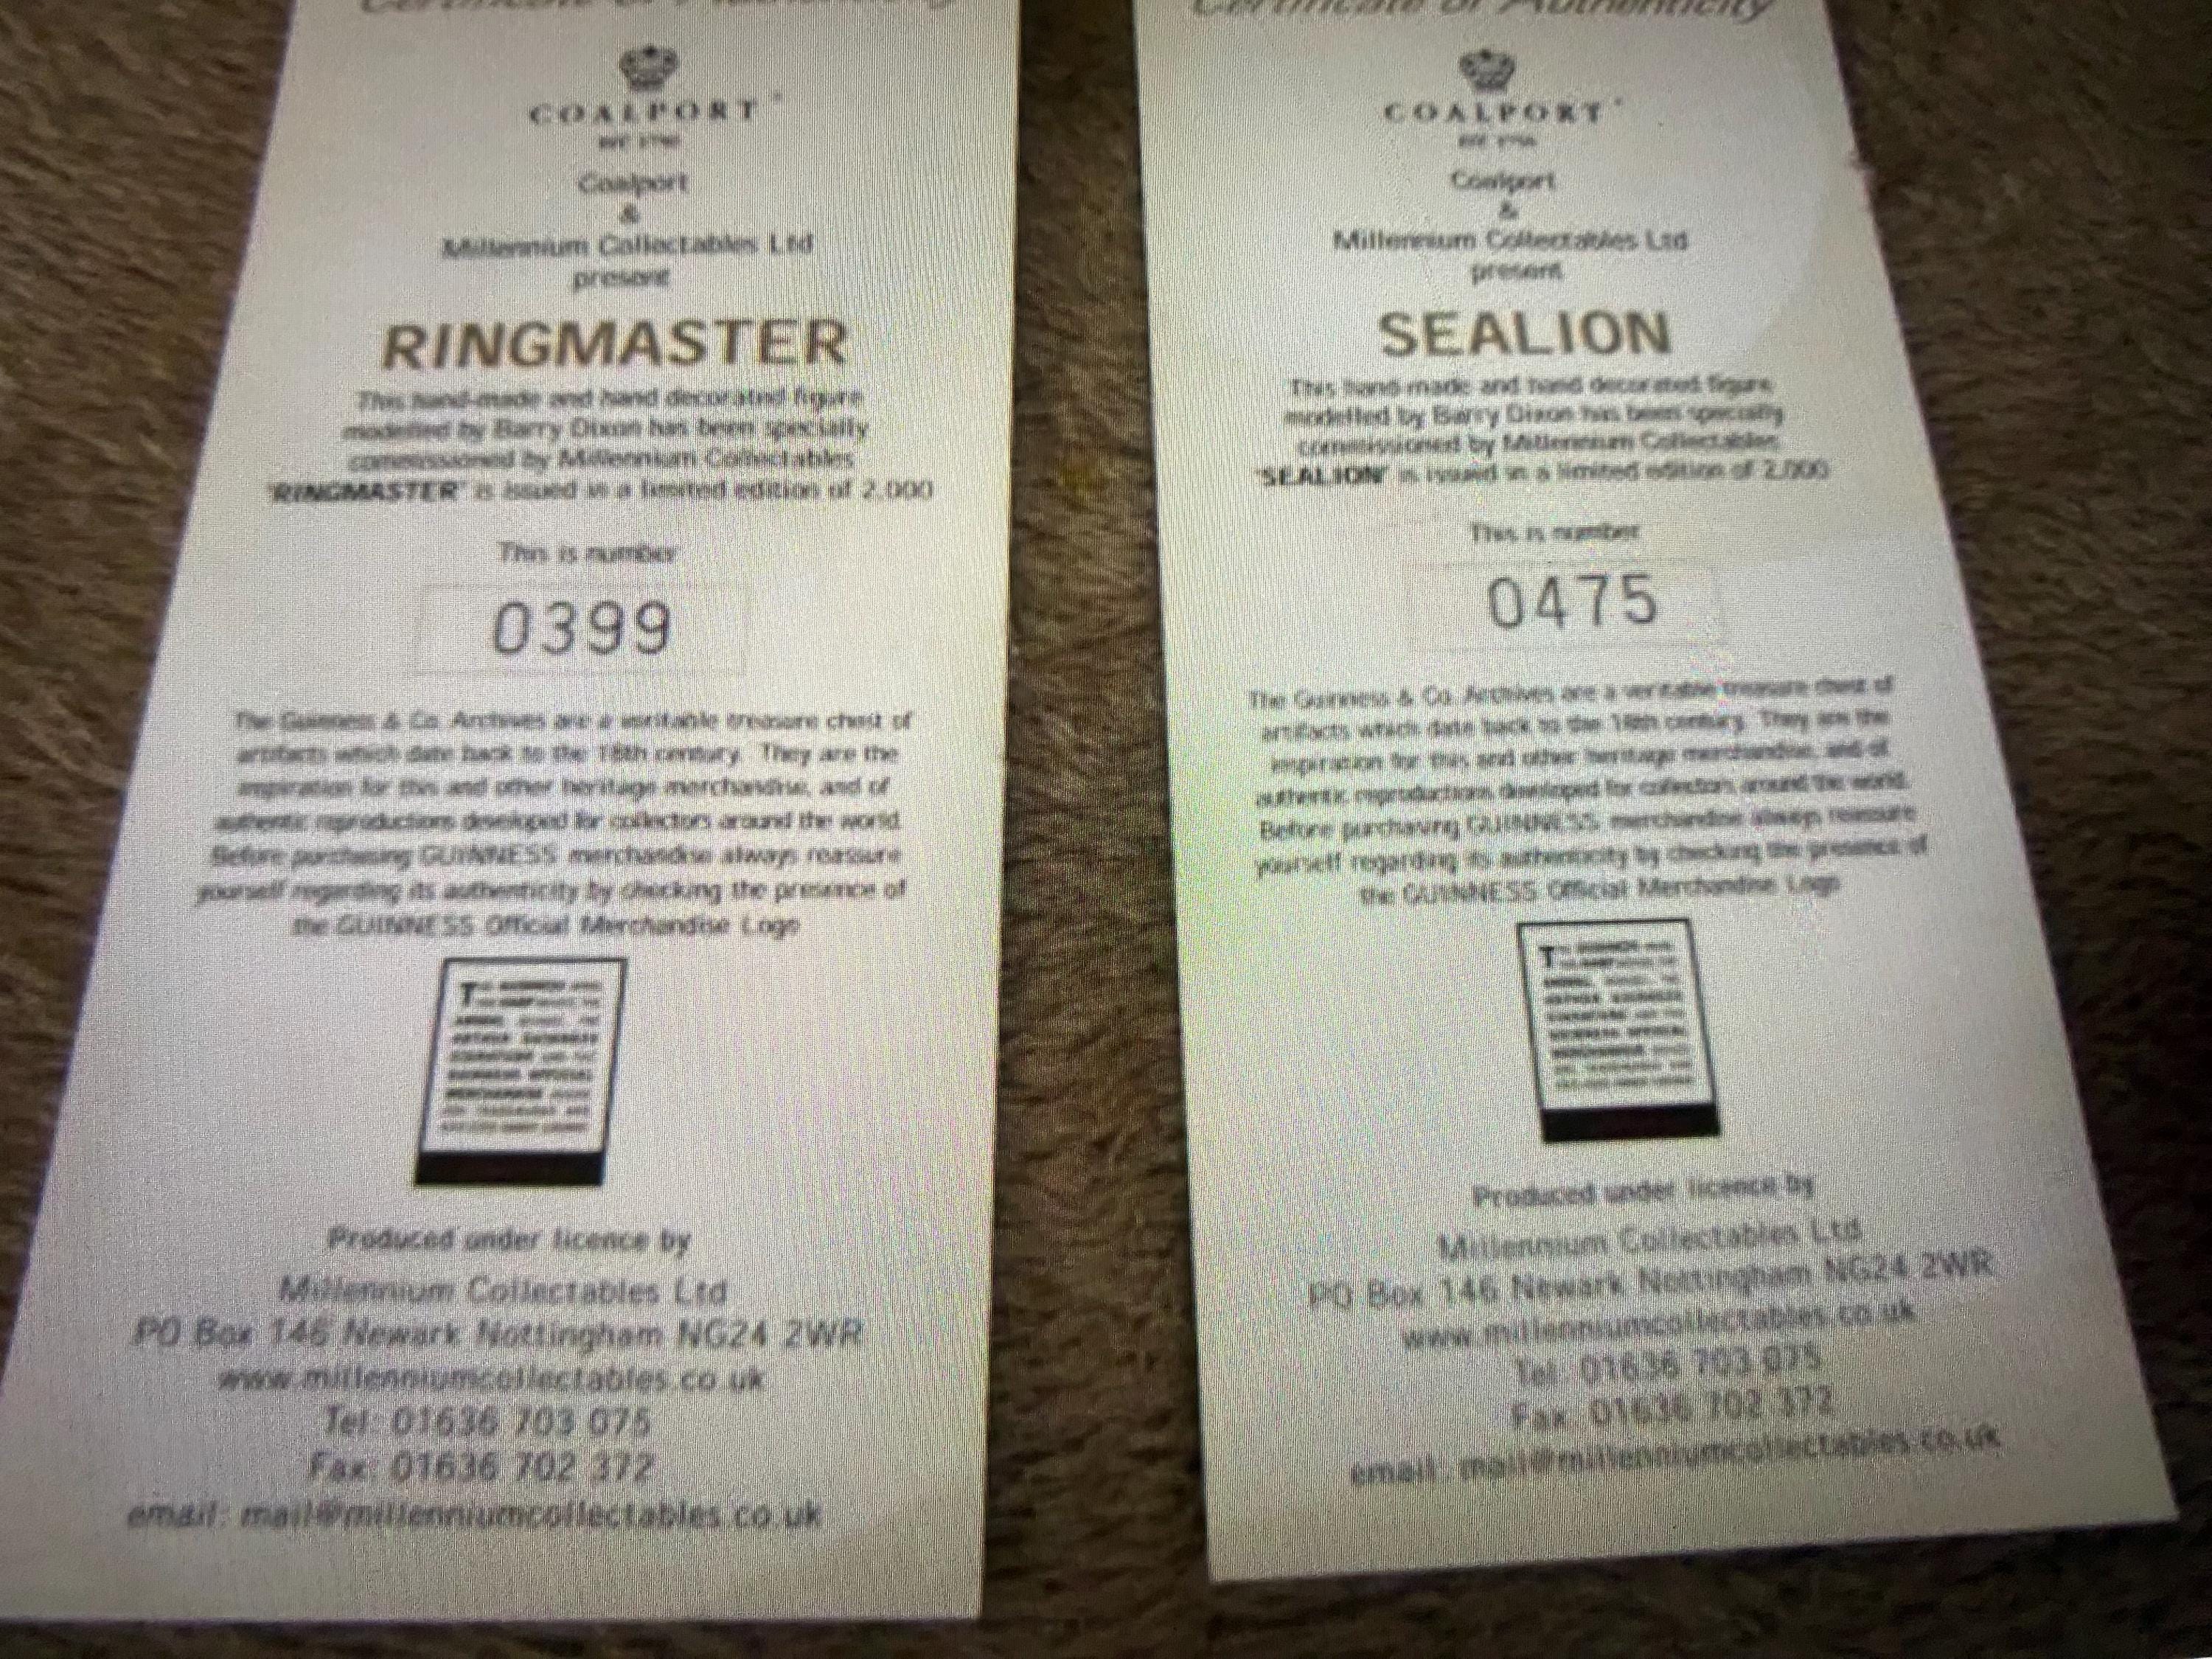 Certificate of Authenticity
COALPORT
Coalport
&
Millennium Collectables Ltd
present
RINGMASTER
This hand-made and hand decorated figure
modelled by Barry Dixon has been specially
commissioned by Millennium Collectables
'RINGMASTER' is issued in a limited edition of 2,000
This is number
0399
The Guinness & Co. Archives are a veritable treasure chest of
artifacts which date back to the 18th century. They are the
inspiration for this and other heritage merchandise, and of
authentic reproductions developed for collectors around the world.
Before purchasing GUINNESS merchandise always reassure
yourself regarding its authenticity by checking the presence of
the GUINNESS Official Merchandise Logo
Produced under licence by
Millennium Collectables Ltd
PO Box 146 Newark Nottingham NG24 2WR
www.millenniumcollectables.co.uk
Tel: 01636 703 075
Fax: 01636 702 372
email: mail@millenniumcollectables.co.uk
Certificate of Authenticity
COALPORT
Coalport
&
Millennium Collectables Ltd
present
SEALION
This hand-made and hand decorated figure
modelled by Barry Dixon has been specially
commissioned by Millennium Collectables
'SEALION' is issued in a limited edition of 2,000
This is number
0475
The Guinness & Co. Archives are a veritable treasure chest of
artifacts which date back to the 18th century. They are the
inspiration for this and other heritage merchandise, and of
authentic reproductions developed for collectors around the world.
Before purchasing GUINNESS merchandise always reassure
yourself regarding its authenticity by checking the presence of
the GUINNESS Official Merchandise Logo
Produced under licence by
Millennium Collectables Ltd
PO Box 146 Newark Nottingham NG24 2WR
www.millenniumcollectables.co.uk
Tel: 01636 703 075
Fax: 01636 702 372
email: mail@millenniumcollectables.co.uk